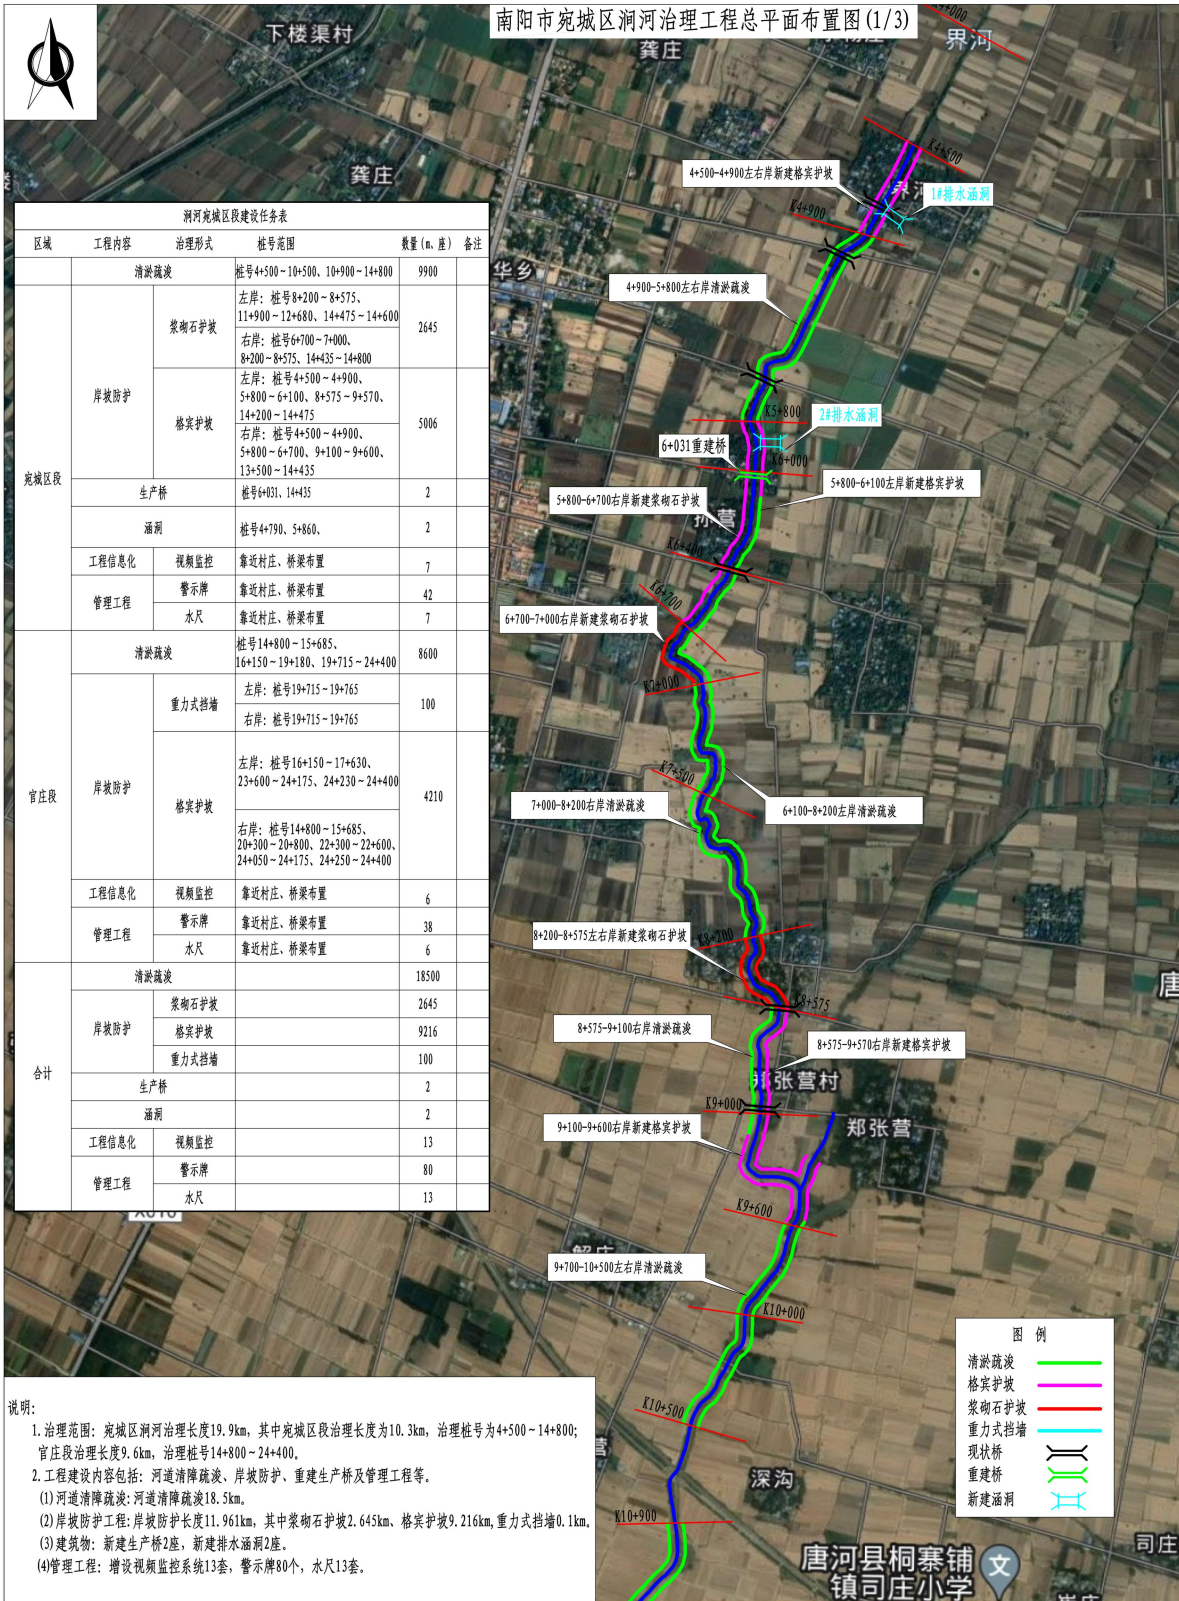 南阳市宛城区涧河治理工程总平面布置图(1/3)
下楼渠村
龚庄
界河
K4+500
龚庄
4+500-4+900左右岸新建格宾护坡
1#排水涵洞
K4+900
华乡
4+900-5+800左右岸清淤疏浚
K5+800
2#排水涵洞
6+031重建桥
K6+000
5+800-6+100左岸新建格宾护坡
5+800-6+700右岸新建浆砌石护坡
孙营
K6+400
K6+700
6+700-7+000右岸新建浆砌石护坡
K7+000
K7+500
7+000-8+200右岸清淤疏浚
6+100-8+200左岸清淤疏浚
8+200-8+575左右岸新建浆砌石护坡
K8+200
唐
K8+575
8+575-9+100右岸清淤疏浚
8+575-9+570右岸新建格宾护坡
郑张营村
K9+000
9+100-9+600右岸新建格宾护坡
郑张营
K9+600
9+700-10+500左右岸清淤疏浚
K10+000
K10+500
深沟
K10+900
唐河县桐寨铺
镇司庄小学
文
司庄
涧河宛城区段建设任务表
区域 工程内容 治理形式 桩号范围 数量(m、座) 备注
宛城区段
清淤疏浚 桩号4+500~10+500、10+900~14+800 9900
岸坡防护 浆砌石护坡 2645
左岸: 桩号8+200~8+575、
11+900~12+680、14+475~14+600
右岸: 桩号6+700~7+000、
8+200~8+575、14+435~14+800
格宾护坡 5006
左岸: 桩号4+500~4+900、
5+800~6+100、8+575~9+570、
14+200~14+475
右岸: 桩号4+500~4+900、
5+800~6+700、9+100~9+600、
13+500~14+435
生产桥 桩号6+031、14+435 2
涵洞 桩号4+790、5+860、 2
工程信息化 视频监控 靠近村庄、桥梁布置 7
管理工程 警示牌 靠近村庄、桥梁布置 42
水尺 靠近村庄、桥梁布置 7
官庄段
清淤疏浚 8600
桩号14+800~15+685、
16+150~19+180、19+715~24+400
岸坡防护 重力式挡墙 100
左岸: 桩号19+715~19+765
右岸: 桩号19+715~19+765
格宾护坡 4210
左岸: 桩号16+150~17+630、
23+600~24+175、24+230~24+400
右岸: 桩号14+800~15+685、
20+300~20+800、22+300~22+600、
24+050~24+175、24+250~24+400
工程信息化 视频监控 靠近村庄、桥梁布置 6
管理工程 警示牌 靠近村庄、桥梁布置 38
水尺 靠近村庄、桥梁布置 6
合计
清淤疏浚 18500
岸坡防护 浆砌石护坡 2645
格宾护坡 9216
重力式挡墙 100
生产桥 2
涵洞 2
工程信息化 视频监控 13
管理工程 警示牌 80
水尺 13
图 例
清淤疏浚
格宾护坡
浆砌石护坡
重力式挡墙
现状桥
重建桥
新建涵洞
说明:
1.治理范围: 宛城区涧河治理长度19.9km, 其中宛城区段治理长度为10.3km, 治理桩号为4+500~14+800;
官庄段治理长度9.6km, 治理桩号14+800~24+400。
2.工程建设内容包括: 河道清障疏浚、岸坡防护、重建生产桥及管理工程等。
(1)河道清障疏浚:河道清障疏浚18.5km。
(2)岸坡防护工程:岸坡防护长度11.961km, 其中浆砌石护坡2.645km、格宾护坡9.216km,重力式挡墙0.1km。
(3)建筑物: 新建生产桥2座, 新建排水涵洞2座。
(4)管理工程: 增设视频监控系统13套, 警示牌80个, 水尺13套。